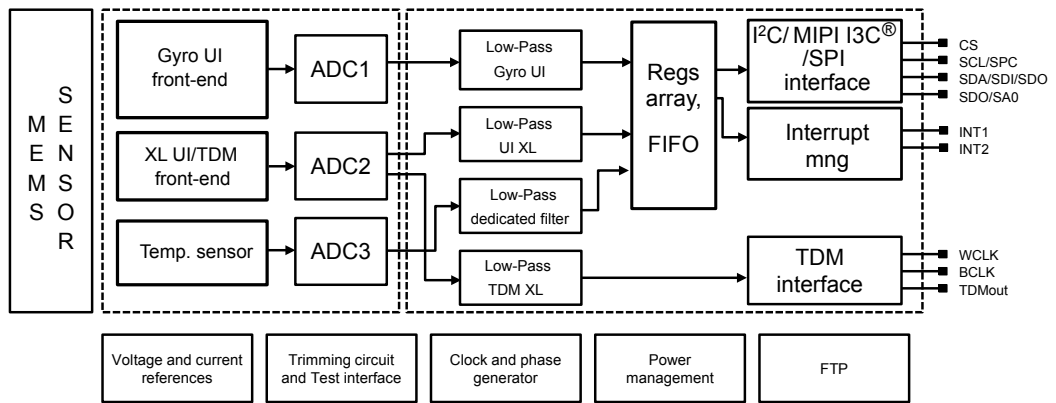 MEMS
SENSOR
Gyro UI
front-end
XL UI/TDM
front-end
Temp. sensor
ADC1
ADC2
ADC3
Low-Pass
Gyro UI
Low-Pass
UI XL
Low-Pass
dedicated filter
Low-Pass
TDM XL
Regs
array,
FIFO
I²C/ MIPI I3C®
/SPI
interface
Interrupt
mng
TDM
interface
CS
SCL/SPC
SDA/SDI/SDO
SDO/SA0
INT1
INT2
WCLK
BCLK
TDMout
Voltage and current
references
Trimming circuit
and Test interface
Clock and phase
generator
Power
management
FTP